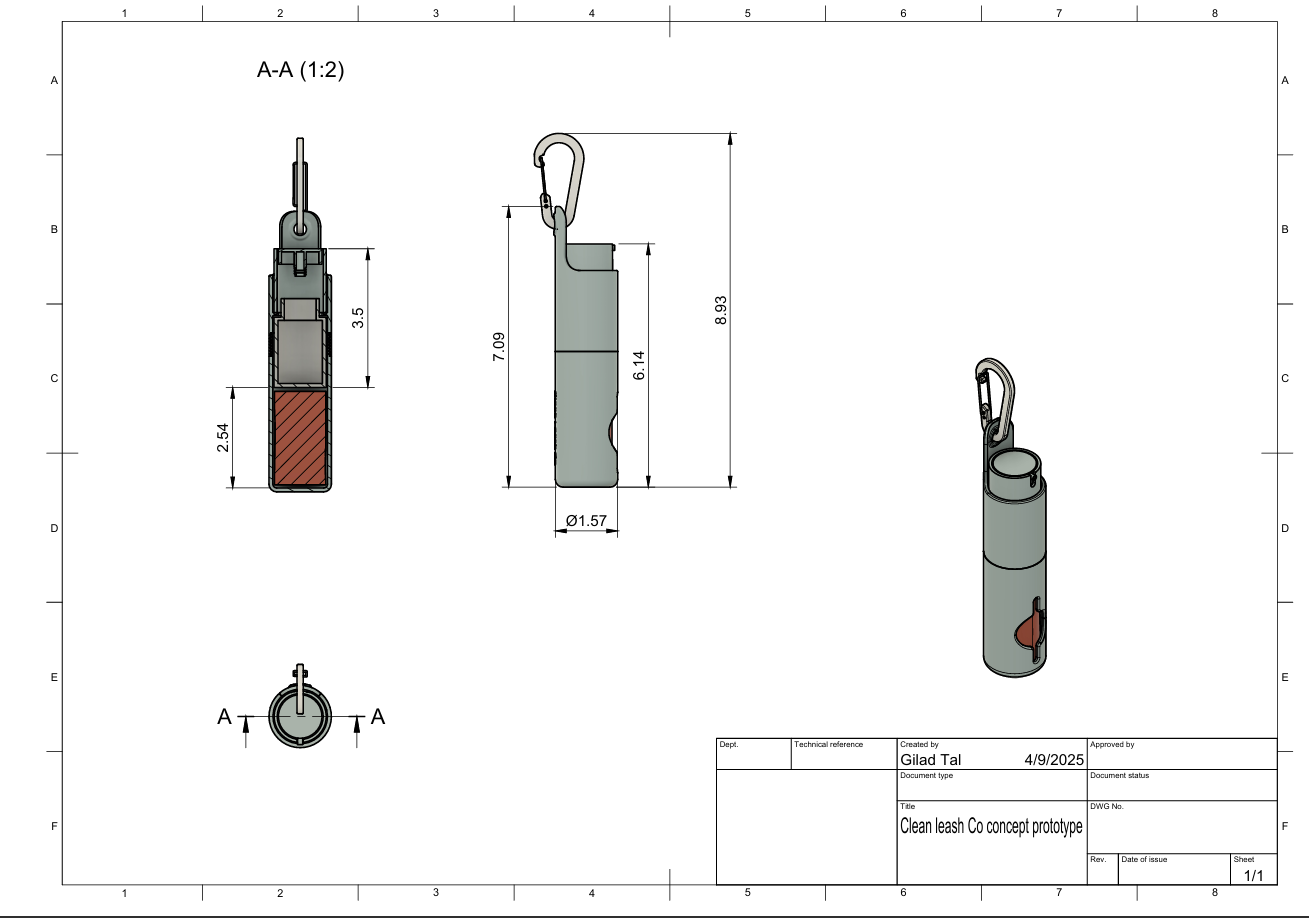 1 2 3 4 5 6 7 8
A A
A-A (1:2)
B B
3.5
7.09
8.93
6.14
C C
2.54
D D
Ø1.57
E E
A A
Dept. Technical reference Created by Approved by
Gilad Tal 4/9/2025
Document type Document status
Title DWG No.
Clean leash Co concept prototype
F F
Rev. Date of issue Sheet
1/1
1 2 3 4 5 6 7 8